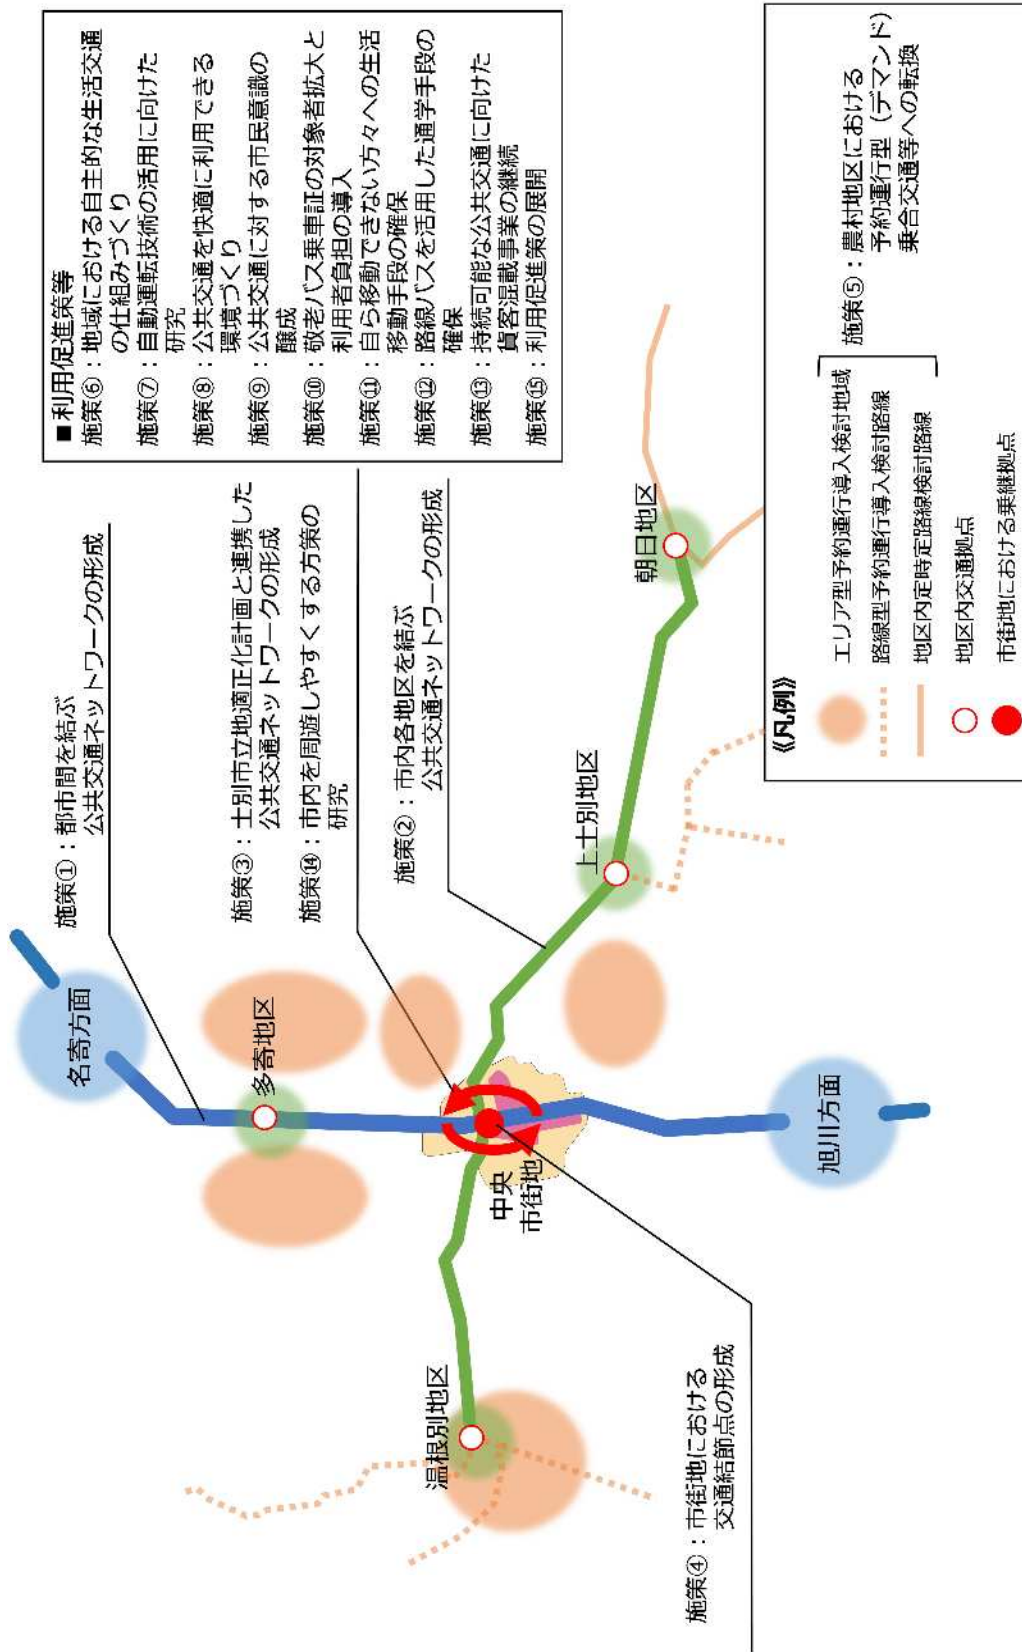 施策①：都市間を結ぶ
公共交通ネットワークの形成
施策③：士別市立地適正化計画と連携した
公共交通ネットワークの形成
施策⑭：市内を周遊しやすくする方策の
研究
施策②：市内各地区を結ぶ
公共交通ネットワークの形成
■利用促進策等
施策⑥：地域における自主的な生活交通
の仕組みづくり
施策⑦：自動運転技術の活用に向けた
研究
施策⑧：公共交通を快適に利用できる
環境づくり
施策⑨：公共交通に対する市民意識の
醸成
施策⑩：敬老バス乗車証の対象者拡大と
利用者負担の導入
施策⑪：自ら移動できない方々への生活
移動手段の確保
施策⑫：路線バスを活用した通学手段の
確保
施策⑬：持続可能な公共交通に向けた
貨客混載事業の継続
施策⑮：利用促進策の展開
名寄方面
多寄地区
温根別地区
中央
市街地
上士別地区
朝日地区
旭川方面
施策④：市街地における
交通結節点の形成
《凡例》
エリア型予約運行導入検討地域
路線型予約運行導入検討路線
地区内定時定路線検討路線
地区内交通拠点
市街地における乗継拠点
施策⑤：農村地区における
予約運行型（デマンド）
乗合交通等への転換